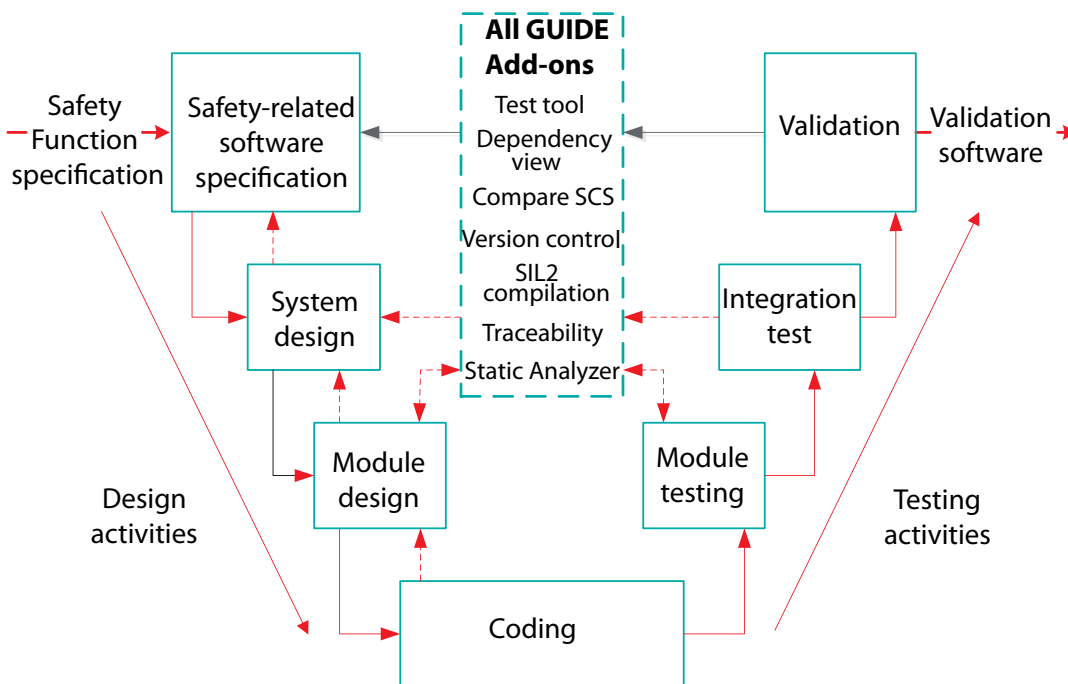 All GUIDE
Add-ons
Test tool
Dependency
view
Compare SCS
Version control
SIL2
compilation
Traceability
Static Analyzer
Safety
Function
specification
Safety-related
software
specification
Validation
Validation
software
System
design
Integration
test
Module
design
Module
testing
Design
activities
Testing
activities
Coding